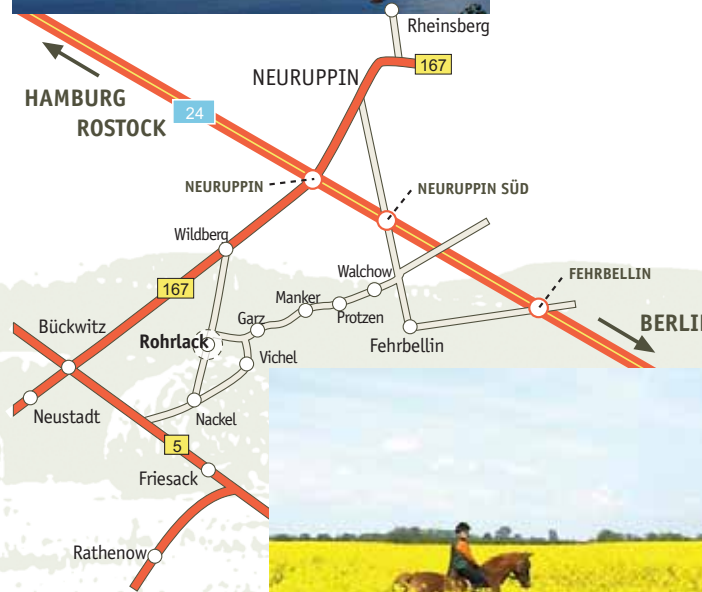 Rheinsberg
167
NEURUPPIN
HAMBURG
24
ROSTOCK
NEURUPPIN
NEURUPPIN SÜD
Wildberg
Walchow
FEHRBELLIN
167
Manker
Bückwitz
Garz
Protzen
BERLI
Rohrlack
Fehrbellin
Vichel
Neustadt
Nackel
5
Friesack
Rathenow